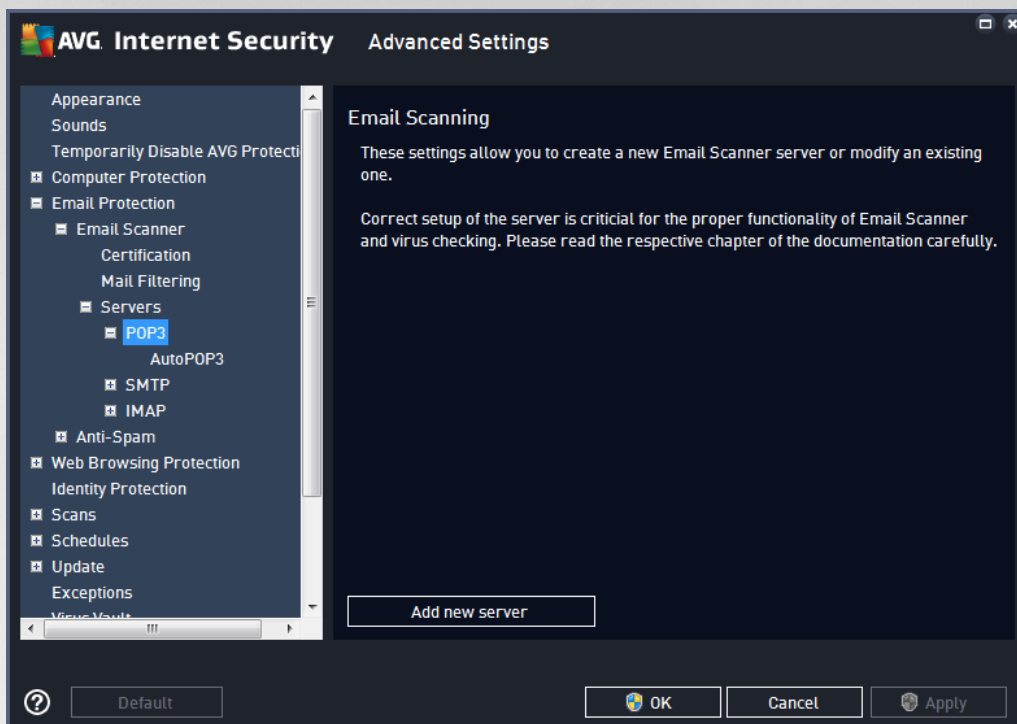 AVG. Internet Security Advanced Settings
Appearance
Sounds
Temporarily Disable AVG Protecti
Computer Protection
Email Protection
Email Scanner
Certification
Mail Filtering
Servers
POP3
AutoPOP3
SMTP
IMAP
Anti-Spam
Web Browsing Protection
Identity Protection
Scans
Schedules
Update
Exceptions
Virus Vault
Email Scanning
These settings allow you to create a new Email Scanner server or modify an existing
one.
Correct setup of the server is criticial for the proper functionality of Email Scanner
and virus checking. Please read the respective chapter of the documentation carefully.
Add new server
Default
OK
Cancel
Apply